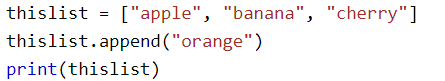 thislist = ["apple", "banana", "cherry"]
thislist.append("orange")
print(thislist)